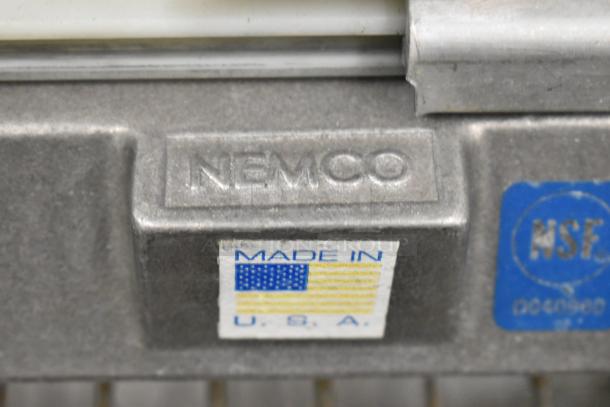 NEMCO
MADE IN
U. S. A.
NSF